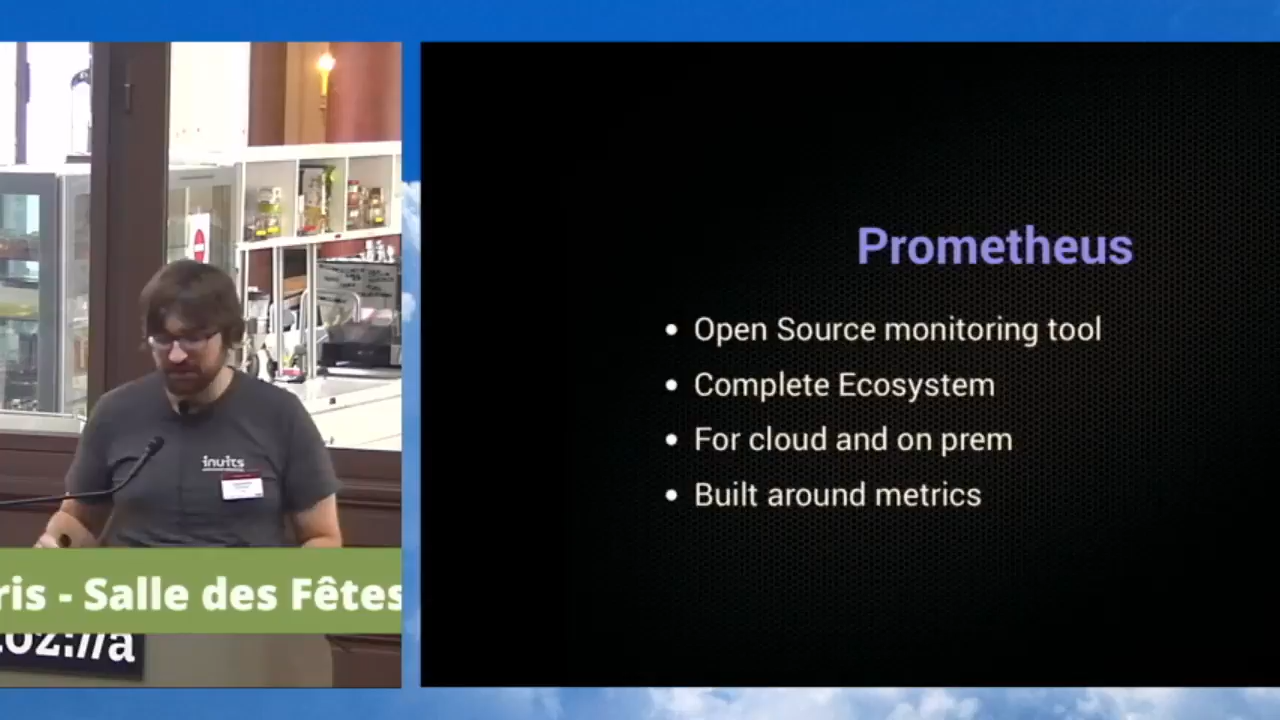 inuits
ris - Salle des Fêtes
moz://a
Prometheus
• Open Source monitoring tool
• Complete Ecosystem
• For cloud and on prem
• Built around metrics